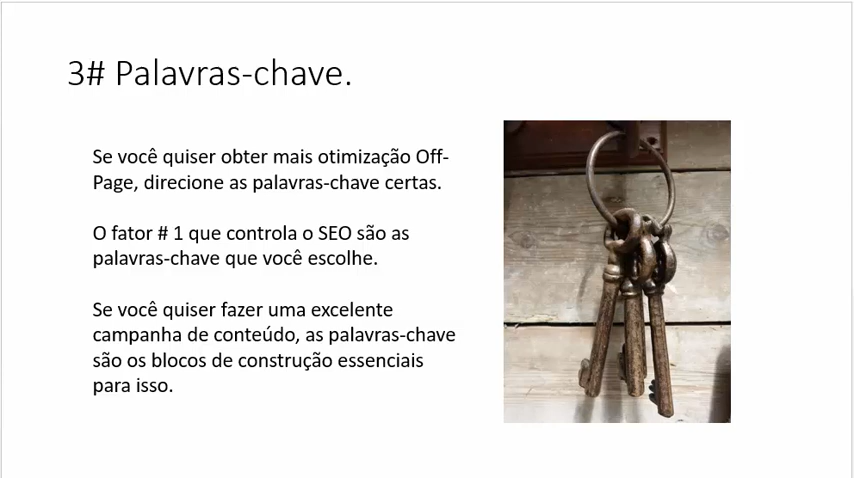 3# Palavras-chave.
Se você quiser obter mais otimização Off-
Page, direcione as palavras-chave certas.
O fator # 1 que controla o SEO são as
palavras-chave que você escolhe.
Se você quiser fazer uma excelente
campanha de conteúdo, as palavras-chave
são os blocos de construção essenciais
para isso.